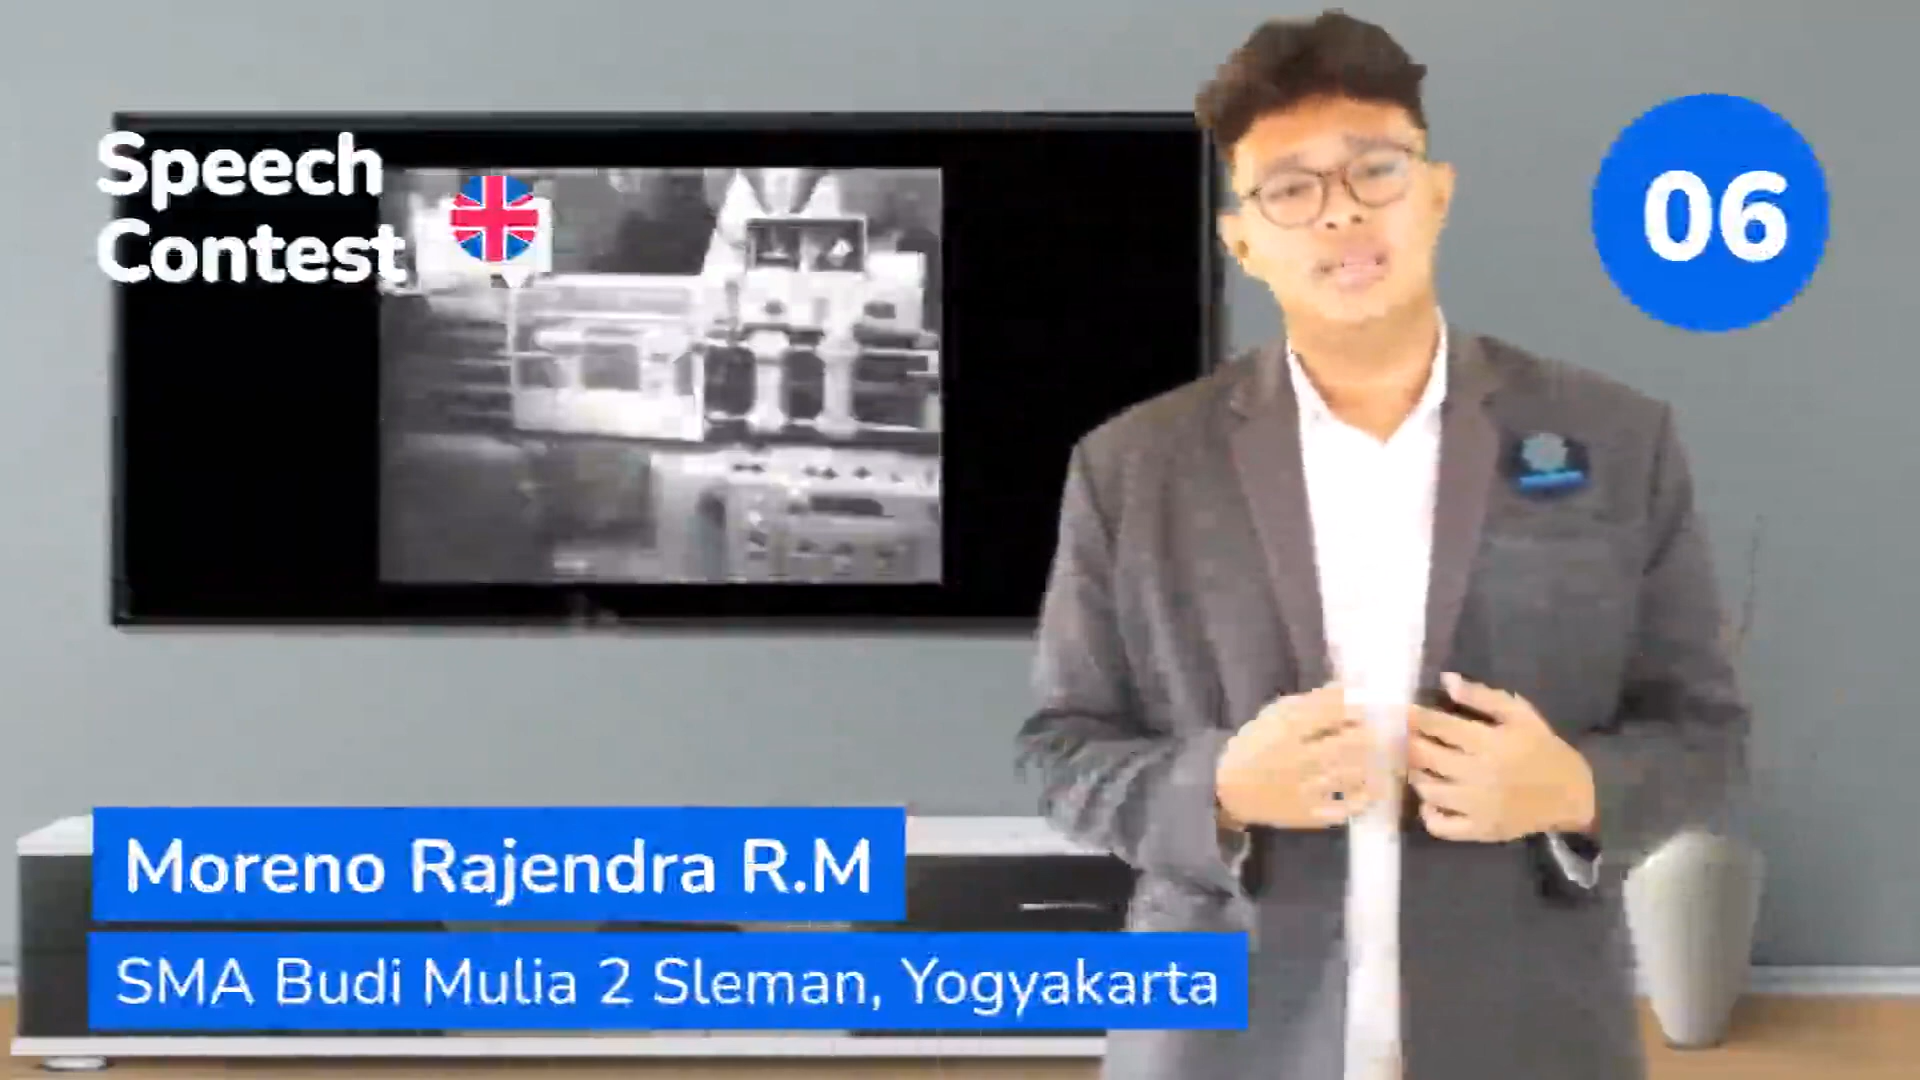 Speech
Contest
06
Moreno Rajendra R.M
SMA Budi Mulia 2 Sleman, Yogyakarta